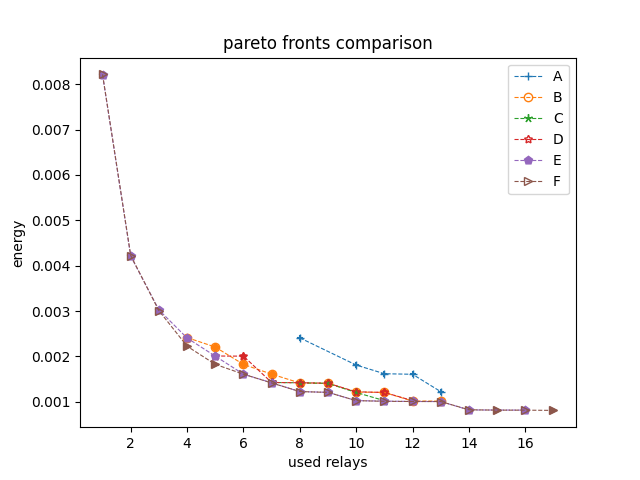 pareto fronts comparison
0.008
0.007
0.006
0.005
0.004
0.003
0.002
0.001
energy
2 4 6 8 10 12 14 16
used relays
A
B
C
D
E
F